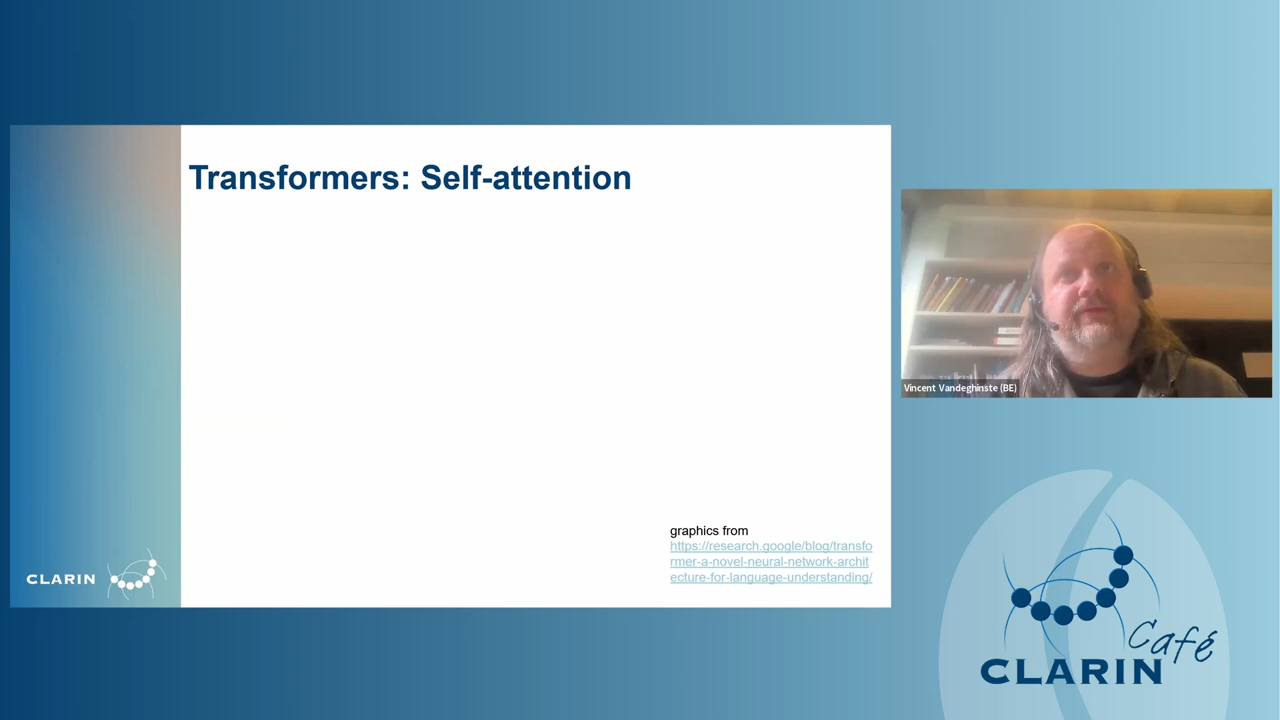 Transformers: Self-attention
graphics from
https://research.google/blog/transfo
rmer-a-novel-neural-network-archit
ecture-for-language-understanding/
CLARIN
Vincent Vandeghinste (BE)
Café
CLARIN